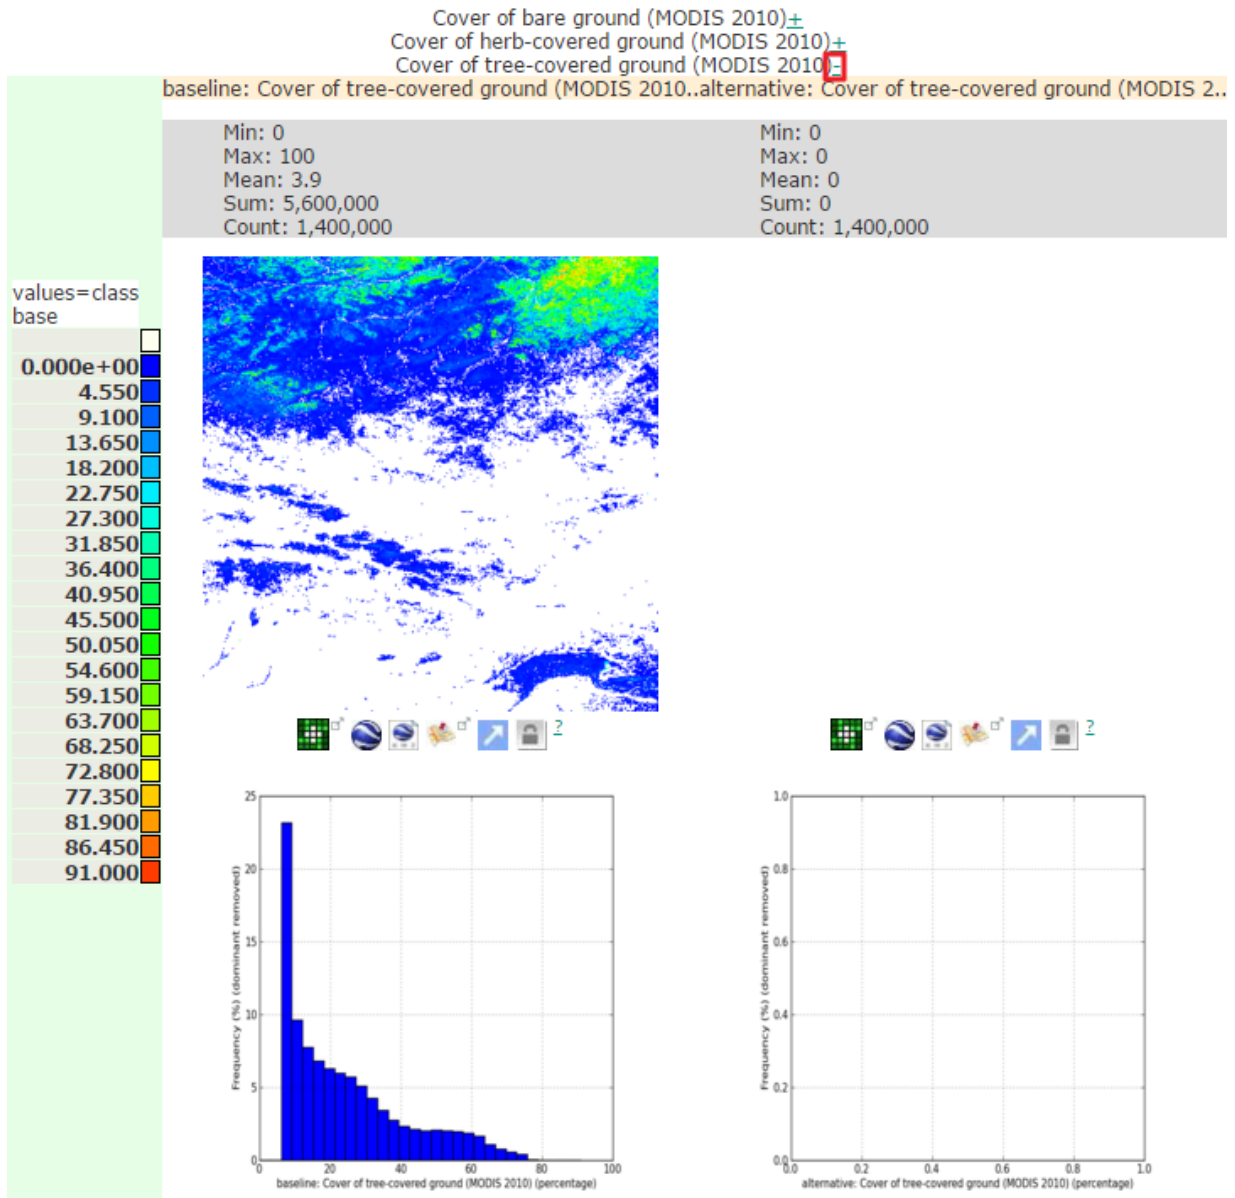 Cover of bare ground (MODIS 2010)+
Cover of herb-covered ground (MODIS 2010)+
Cover of tree-covered ground (MODIS 2010)-
baseline: Cover of tree-covered ground (MODIS 2010..alternative: Cover of tree-covered ground (MODIS 2..
Min: 0
Max: 100
Mean: 3.9
Sum: 5,600,000
Count: 1,400,000
Min: 0
Max: 0
Mean: 0
Sum: 0
Count: 1,400,000
values=class
base
0.000e+00
4.550
9.100
13.650
18.200
22.750
27.300
31.850
36.400
40.950
45.500
50.050
54.600
59.150
63.700
68.250
72.800
77.350
81.900
86.450
91.000
?
?
25
20
15
10
5
0
Frequency (%) (dominant removed)
0 20 40 60 80 100
baseline: Cover of tree-covered ground (MODIS 2010) (percentage)
1.0
0.8
0.6
0.4
0.2
0.0
Frequency (%) (dominant removed)
0.0 0.2 0.4 0.6 0.8 1.0
alternative: Cover of tree-covered ground (MODIS 2010) (percentage)